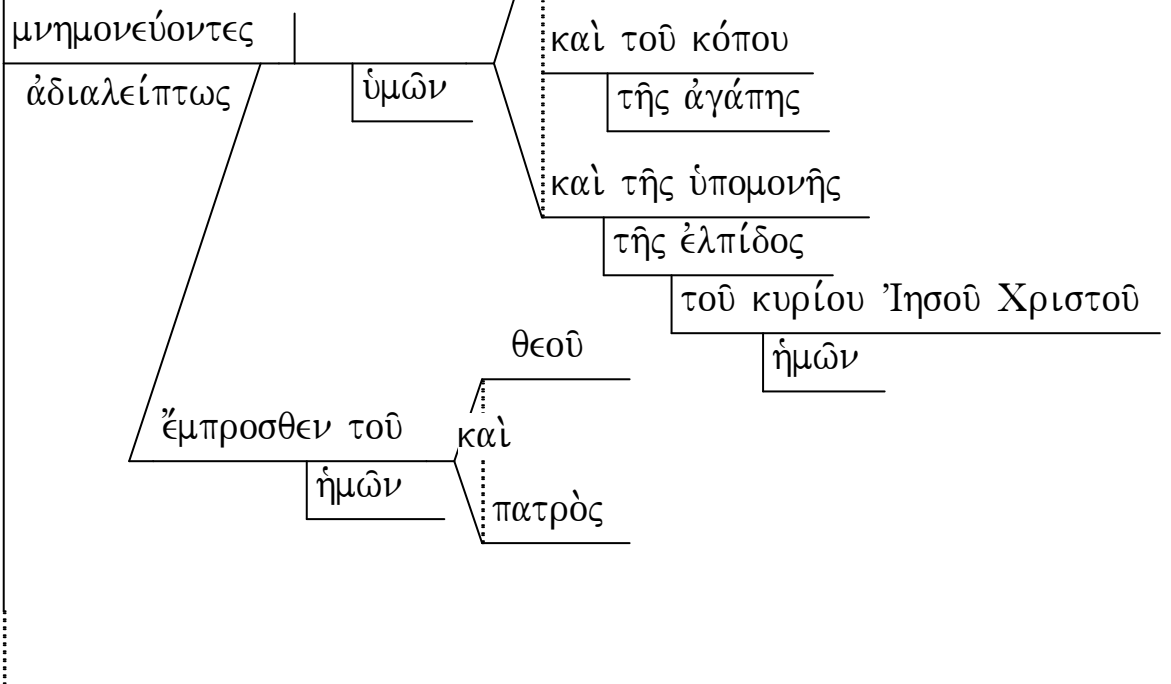 μνημονεύοντες
ἀδιαλείπτως
ὑμῶν
καὶ τοῦ κόπου
τῆς ἀγάπης
καὶ τῆς ὑπομονῆς
τῆς ἐλπίδος
τοῦ κυρίου Ἰησοῦ Χριστοῦ
ἡμῶν
θεοῦ
ἔμπροσθεν τοῦ
καὶ
ἡμῶν
πατρὸς